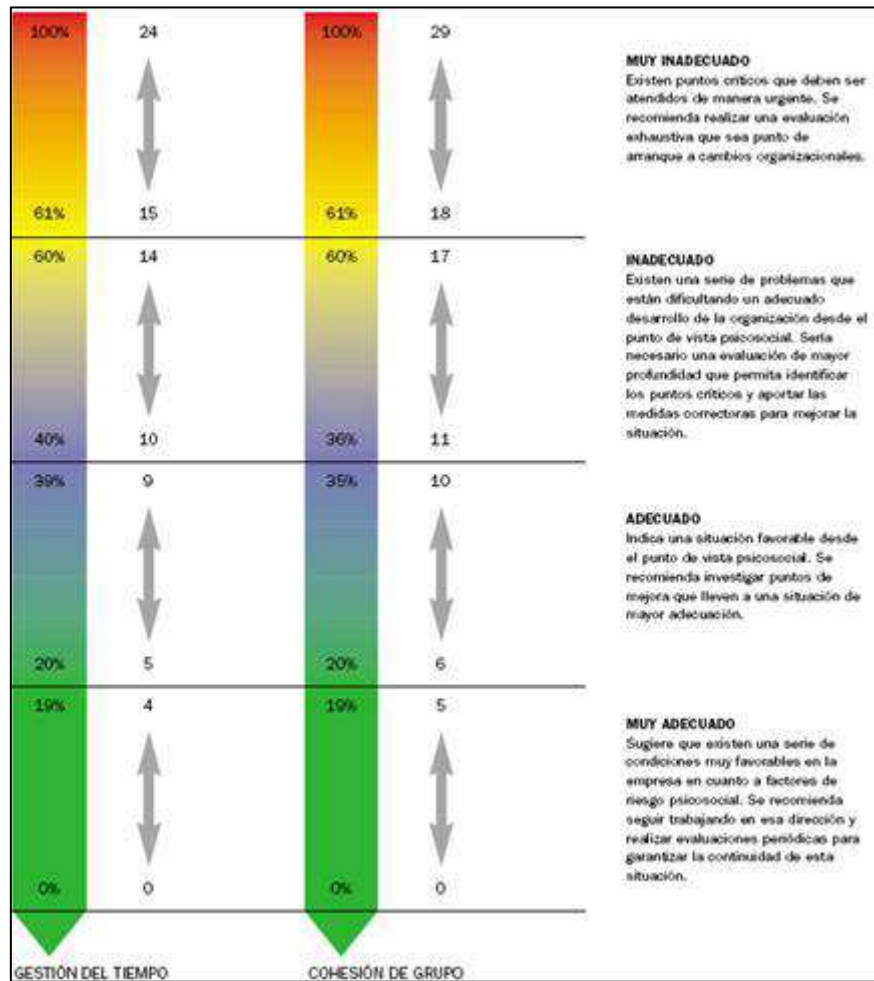 100% 24 100% 29
MUY INADECUADO
Existen puntos críticos que deben ser
atendidos de manera urgente. Se
recomienda realizar una evaluación
exhaustiva que sea punto de
arranque a cambios organizacionales.
61% 15 61% 18
60% 14 60% 17
INADECUADO
Existen una serie de problemas que
están dificultando un adecuado
desarrollo de la organización desde el
punto de vista psicosocial. Sería
necesario una evaluación de mayor
profundidad que permita identificar
los puntos críticos y aportar las
medidas correctoras para mejorar la
situación.
40% 10 36% 11
39% 9 35% 10
ADECUADO
Indica una situación favorable desde
el punto de vista psicosocial. Se
recomienda investigar puntos de
mejora que lleven a una situación de
mayor adecuación.
20% 5 20% 6
19% 4 19% 5
MUY ADECUADO
Sugiere que existen una serie de
condiciones muy favorables en la
empresa en cuanto a factores de
riesgo psicosocial. Se recomienda
seguir trabajando en esa dirección y
realizar evaluaciones periódicas para
garantizar la continuidad de esta
situación.
0% 0 0% 0
GESTIÓN DEL TIEMPO COHESIÓN DE GRUPO